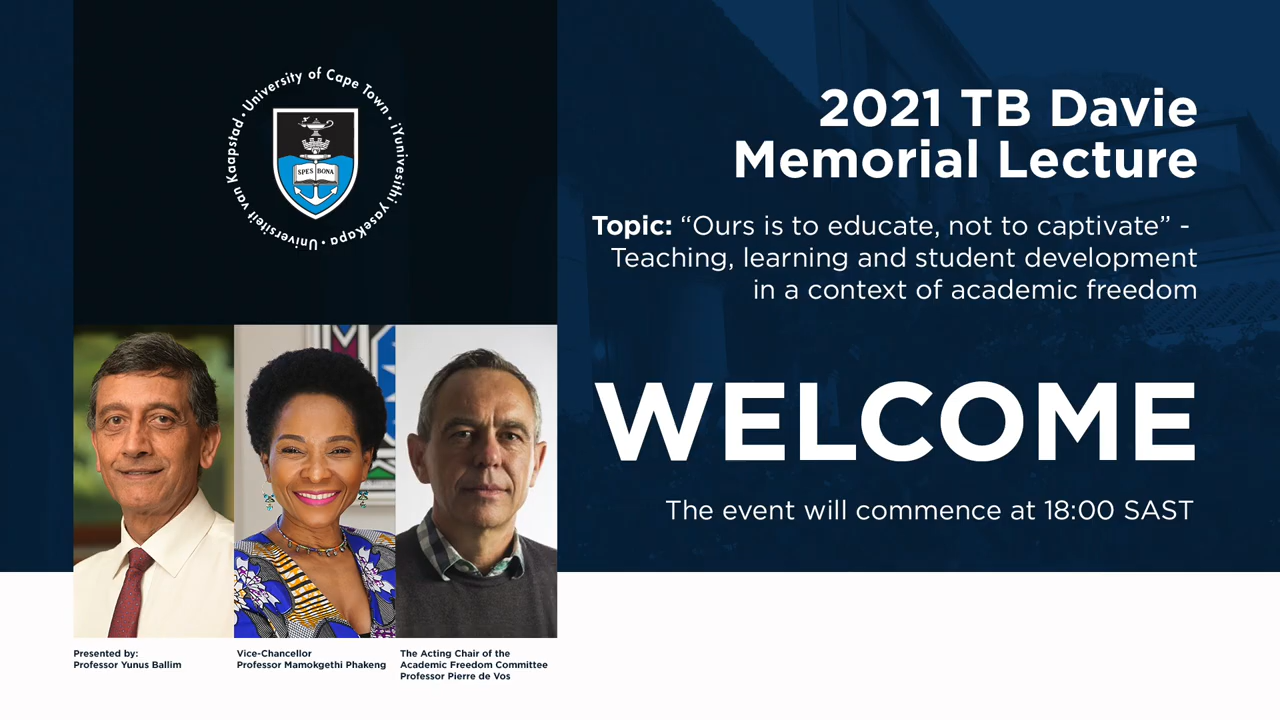 University of Cape Town • iYunivesithi yaseKapa • Universiteit van Kaapstad •
SPES BONA
2021 TB Davie
Memorial Lecture
Topic: “Ours is to educate, not to captivate” -
Teaching, learning and student development
in a context of academic freedom
WELCOME
The event will commence at 18:00 SAST
Presented by:
Professor Yunus Ballim
Vice-Chancellor
Professor Mamokgethi Phakeng
The Acting Chair of the
Academic Freedom Committee
Professor Pierre de Vos